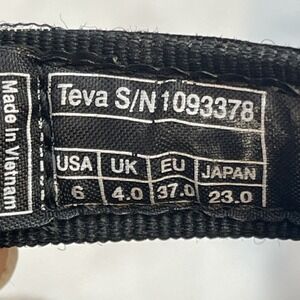 Made in Vietnam
Teva S/N 1093378
USA UK EU JAPAN
6 4.0 37.0 23.0